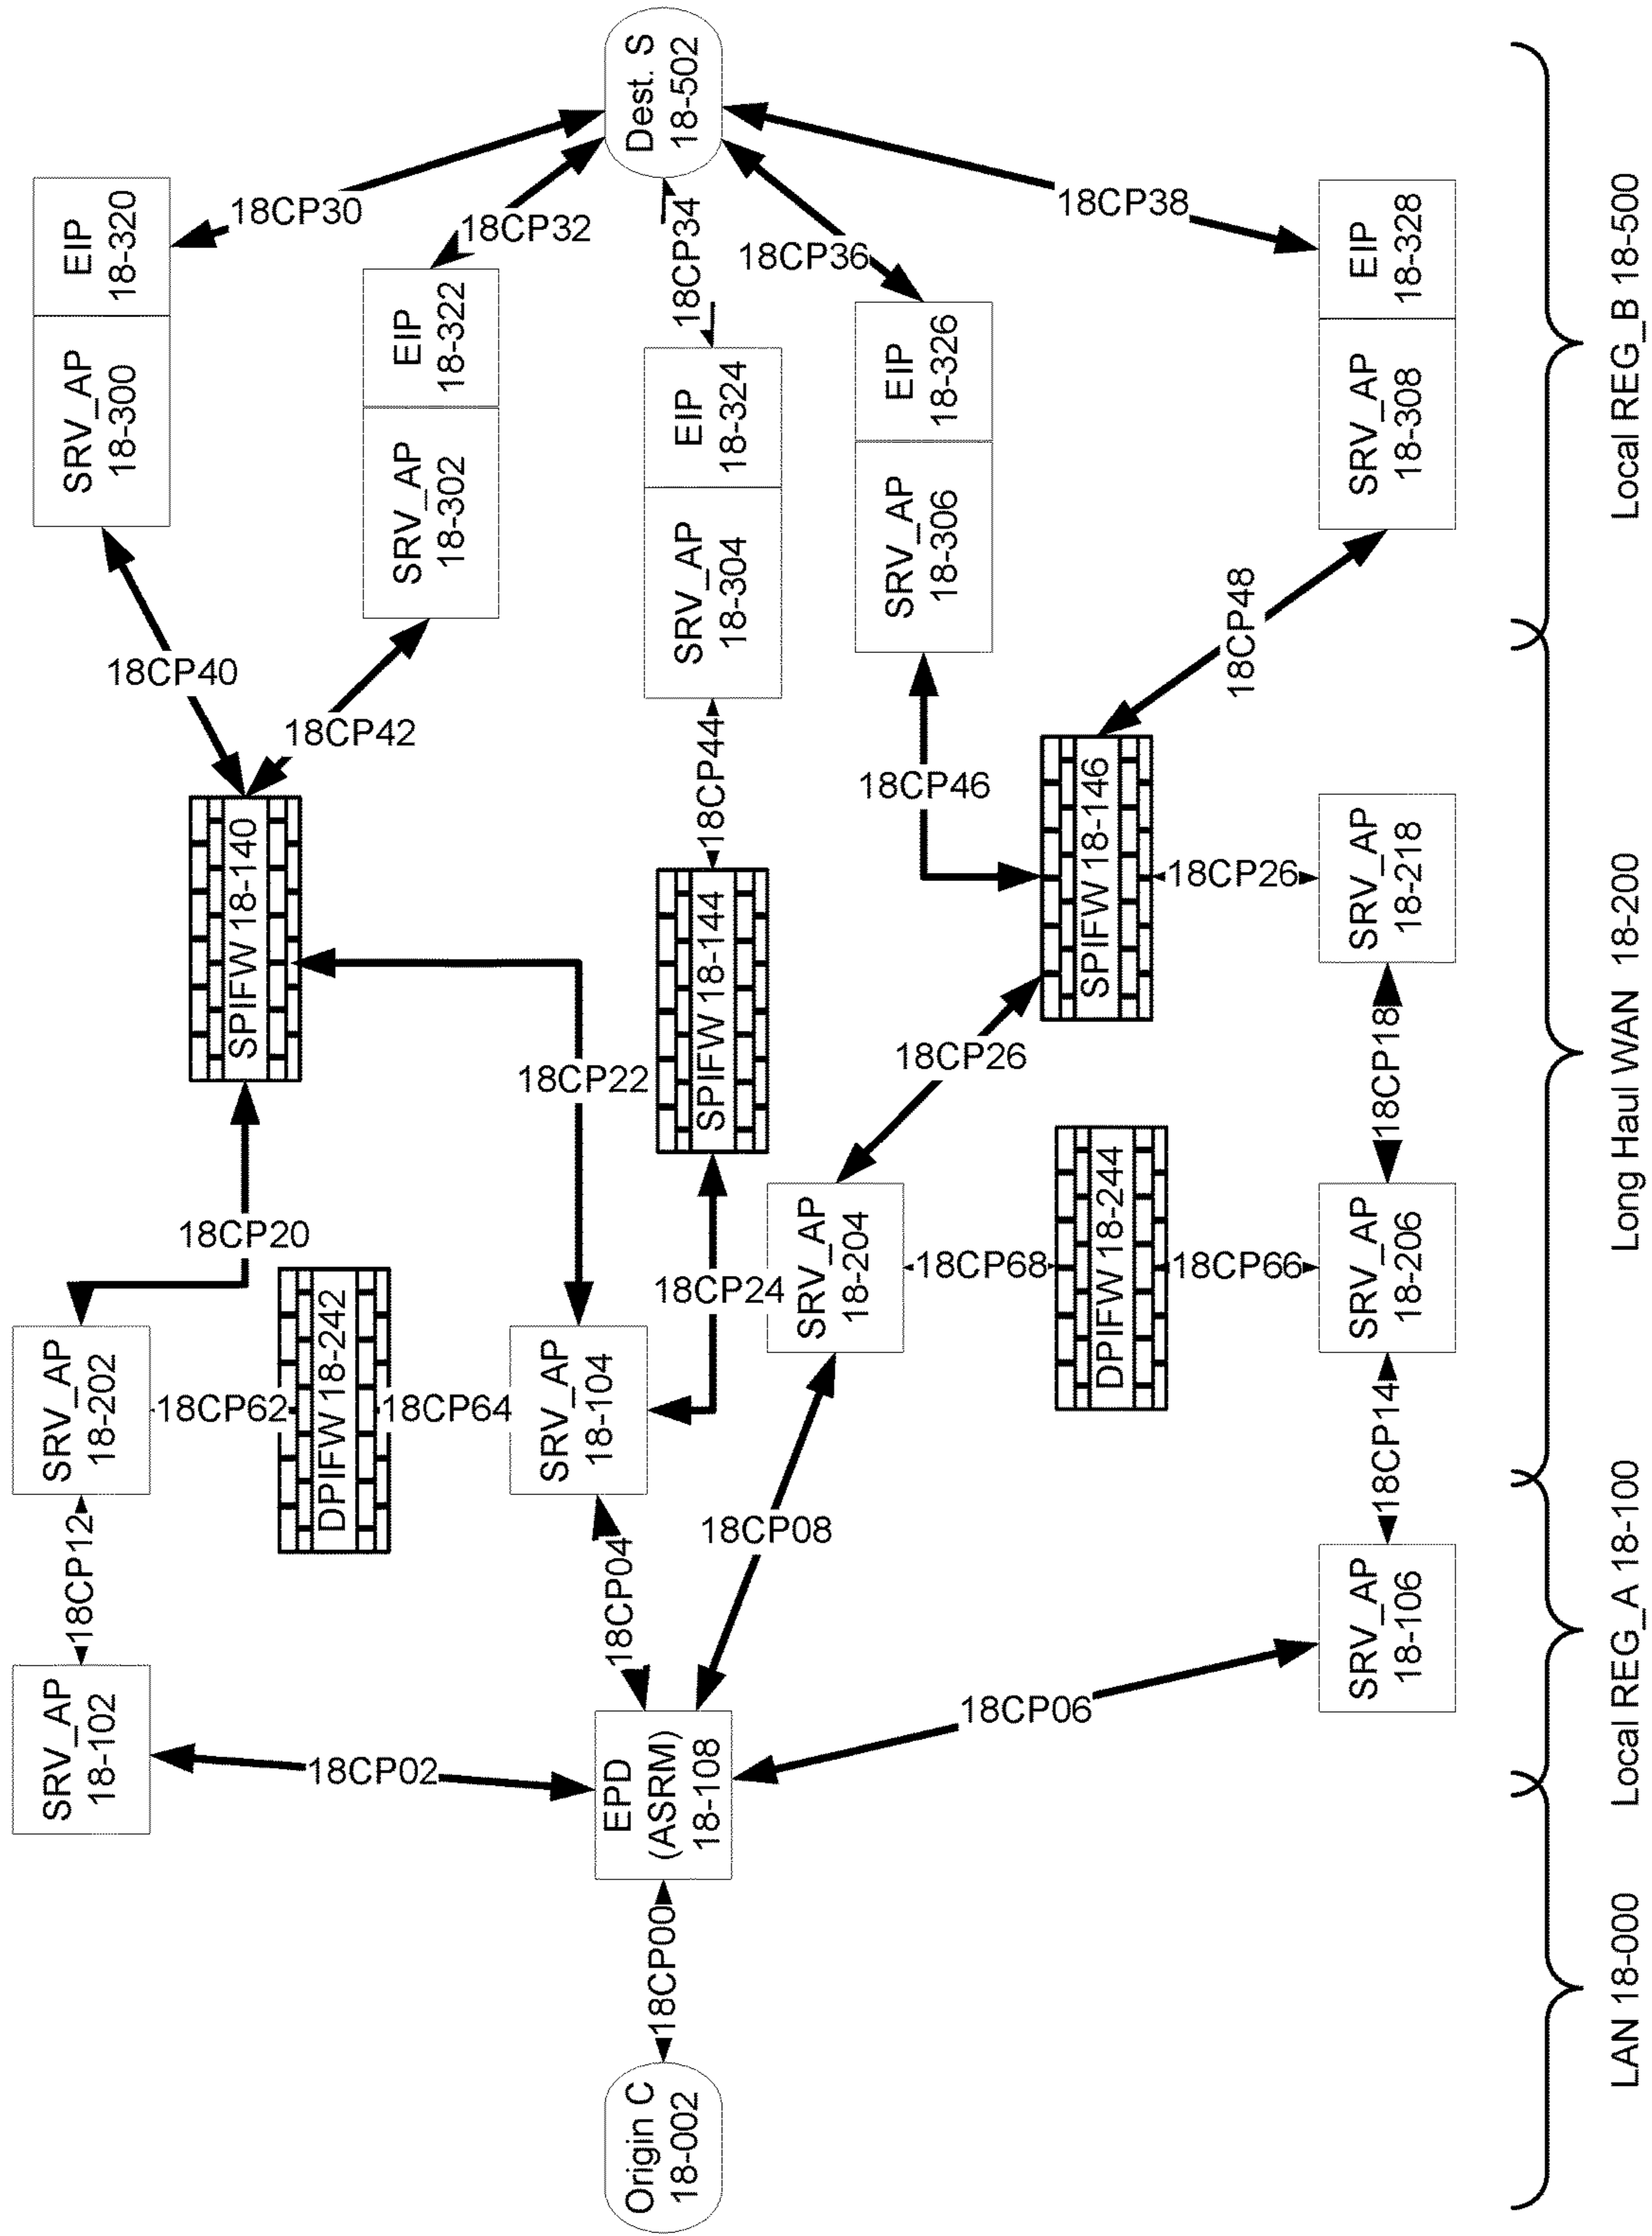 SRV_AP
18-102
18CP12
SRV_AP
18-202
SRV_AP
18-300
EIP
18-320
18CP02
18CP62
18CP20
18CP40
18CP30
DPIFW 18-242
SPIFW 18-140
18CP42
SRV_AP
18-302
EIP
18-322
18CP32
18CP64
SRV_AP
18-104
18CP22
18CP04
Origin C
18-002
18CP00
EPD
(ASRM)
18-108
18CP24
SPIFW 18-144
18CP44
SRV_AP
18-304
EIP
18-324
18CP34
Dest. S
18-502
18CP08
SRV_AP
18-204
18CP36
18CP46
SRV_AP
18-306
EIP
18-326
18CP68
18CP26
18CP06
DPIFW 18-244
SPIFW 18-146
18CP38
18CP66
18CP26
18CP48
SRV_AP
18-106
18CP14
SRV_AP
18-206
18CP18
SRV_AP
18-218
SRV_AP
18-308
EIP
18-328
LAN 18-000
Local REG_A 18-100
Long Haul WAN 18-200
Local REG_B 18-500